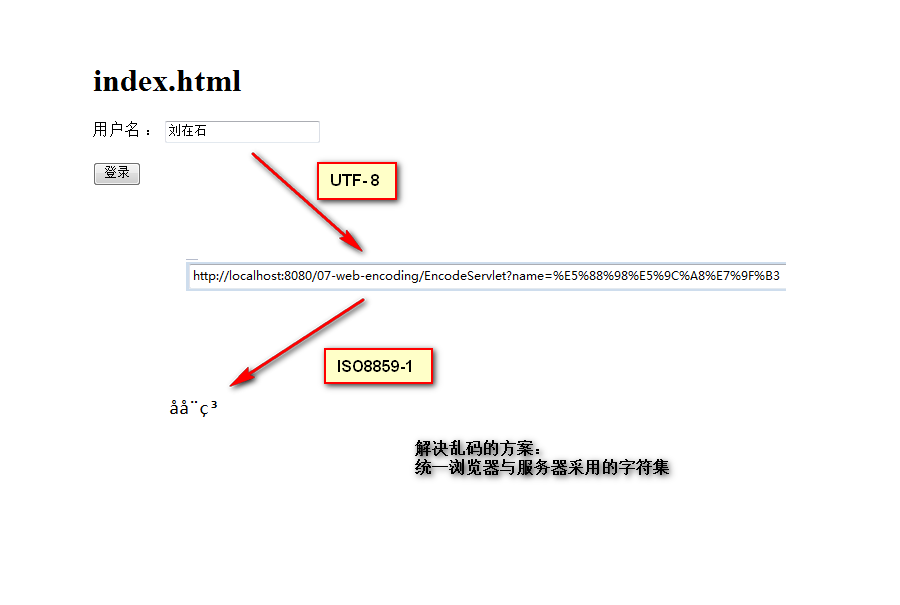 index.html
用户名 ： 刘在石
登录
UTF-8
http://localhost:8080/07-web-encoding/EncodeServlet?name=%E5%88%98%E5%9C%A8%E7%9F%B3
ISO8859-1
åå¨ç³
解决乱码的方案：
统一浏览器与服务器采用的字符集